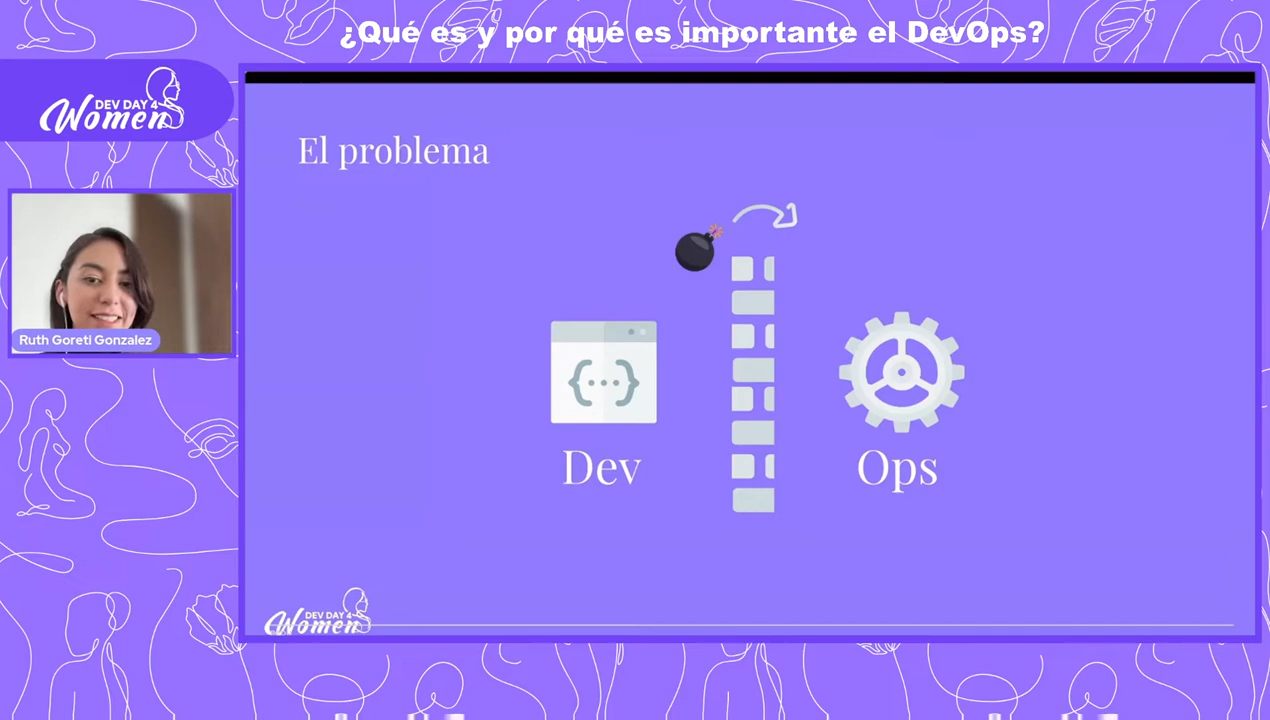 ¿Qué es y por qué es importante el DevOps?
DEV DAY 4
Women
El problema
Ruth Goreti Gonzalez
{...}
Dev
Ops
DEV DAY 4
Women